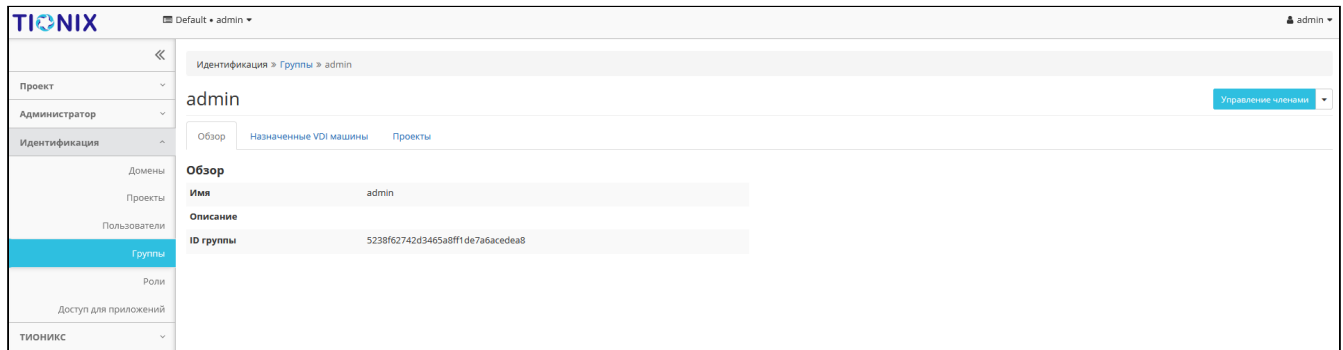 TIONIX
Default • admin
admin
Идентификация » Группы » admin
Проект
Администратор
Идентификация
Домены
Проекты
Пользователи
Группы
Роли
Доступ для приложений
ТИОНИКС
admin
Управление членами
Обзор Назначенные VDI машины Проекты
Обзор
Имя admin
Описание
ID группы 5238f62742d3465a8ff1de7a6acedea8